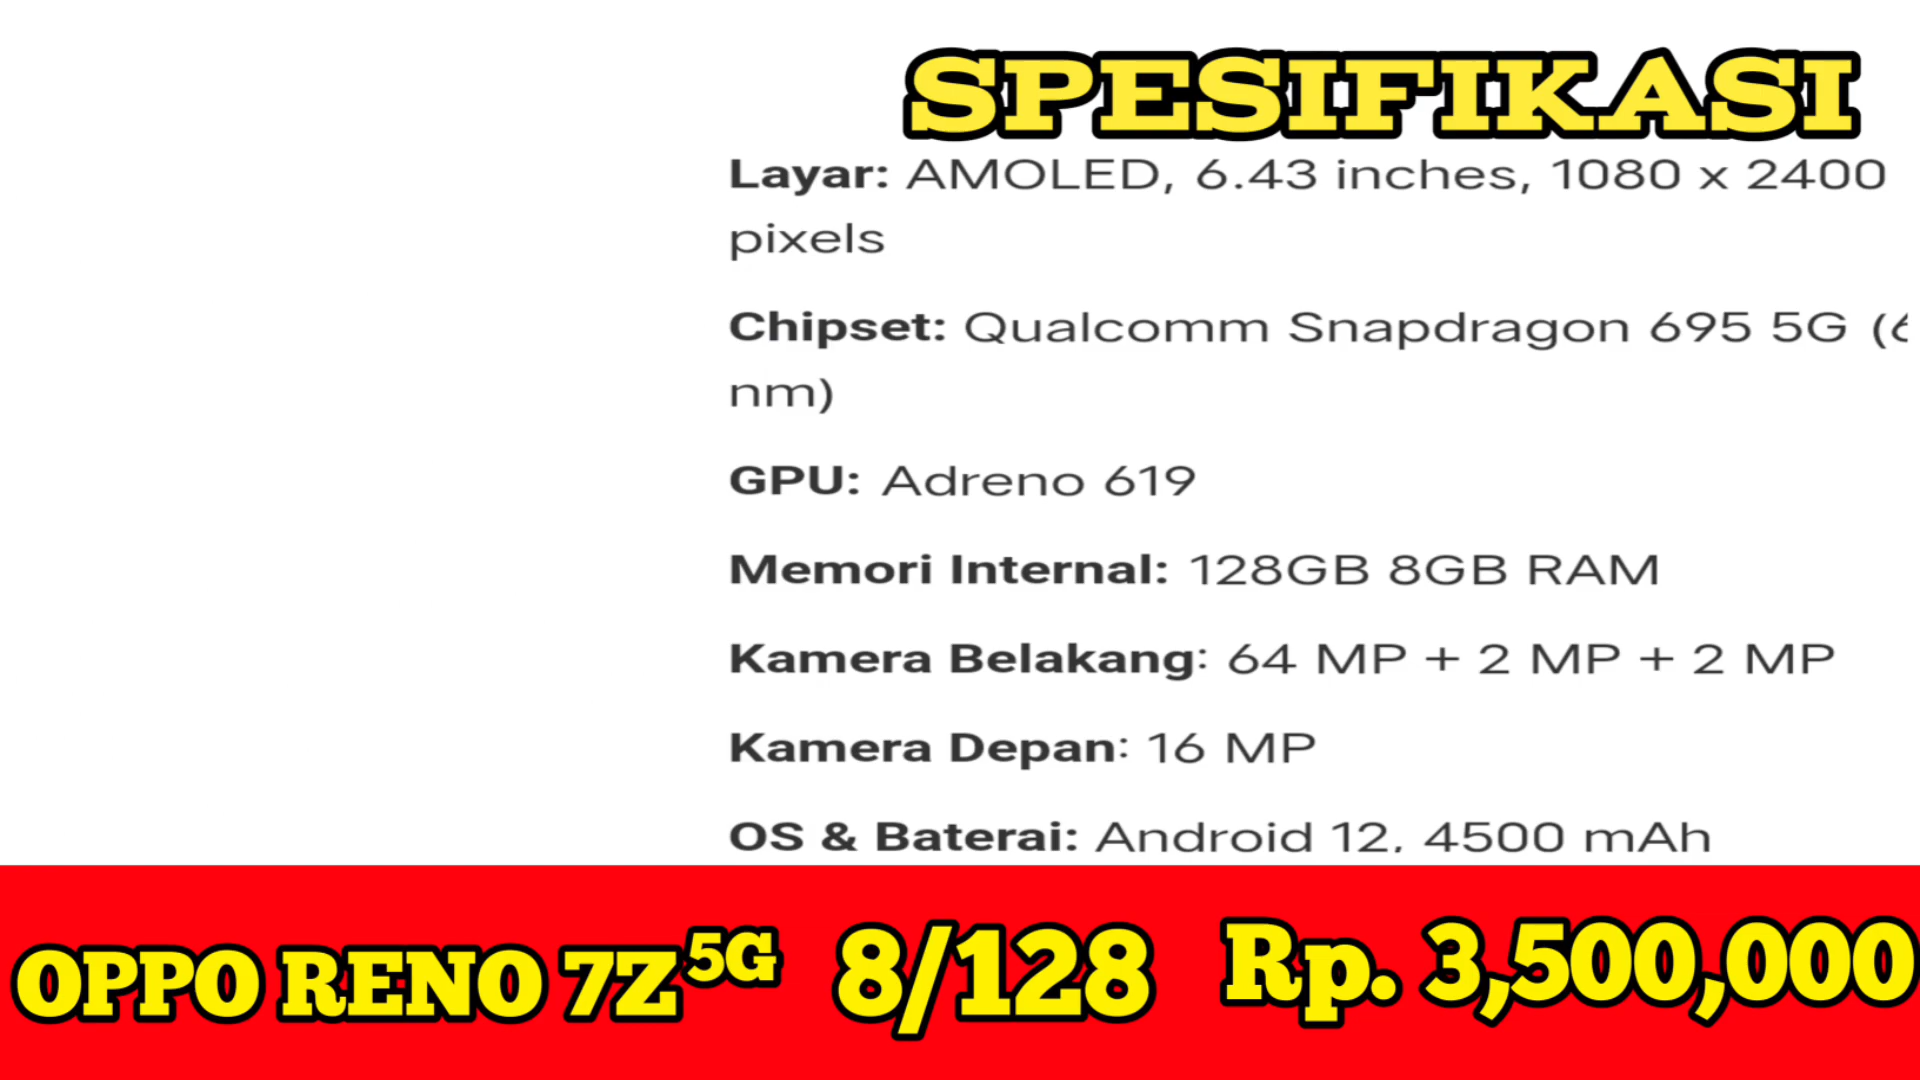 SPESIFIKASI
Layar: AMOLED, 6.43 inches, 1080 x 2400
pixels
Chipset: Qualcomm Snapdragon 695 5G (6
nm)
GPU: Adreno 619
Memori Internal: 128GB 8GB RAM
Kamera Belakang: 64 MP + 2 MP + 2 MP
Kamera Depan: 16 MP
OS & Baterai: Android 12, 4500 mAh
OPPO RENO 7Z 5G 8/128 Rp. 3,500,000